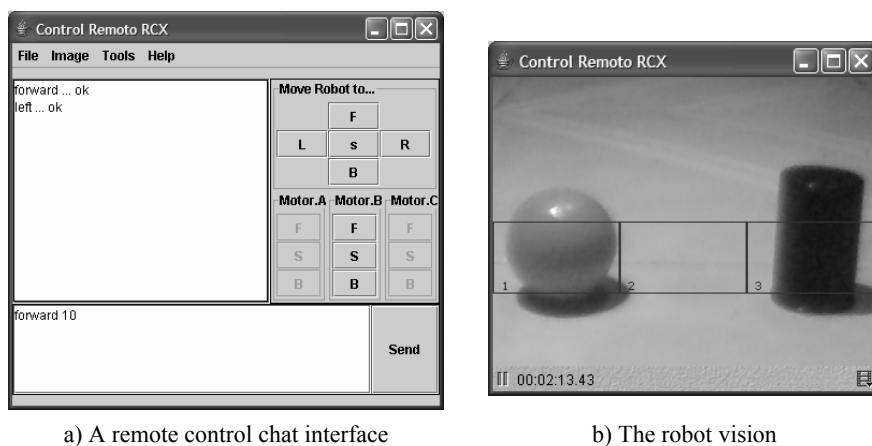 Control Remoto RCX
File Image Tools Help
forward ... ok
left ... ok
Move Robot to...
F
L s R
B
Motor.A Motor.B Motor.C
F F F
S S S
B B B
forward 10
Send
a) A remote control chat interface
Control Remoto RCX
1 2 3
00:02:13.43
b) The robot vision